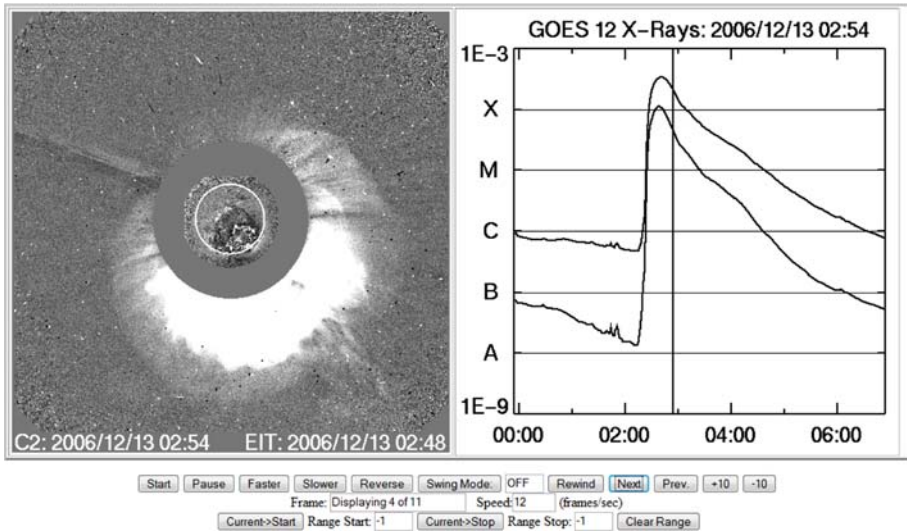 GOES 12 X-Rays: 2006/12/13 02:54
1E-3
X
M
C
B
A
1E-9
00:00 02:00 04:00 06:00
C2: 2006/12/13 02:54 EIT: 2006/12/13 02:48
Start Pause Faster Slower Reverse Swing Mode: OFF Rewind Next Prev. +10 -10
Frame: Displaying 4 of 11 Speed: 12 (frames/sec)
Current->Start Range Start: -1 Current->Stop Range Stop: -1 Clear Range